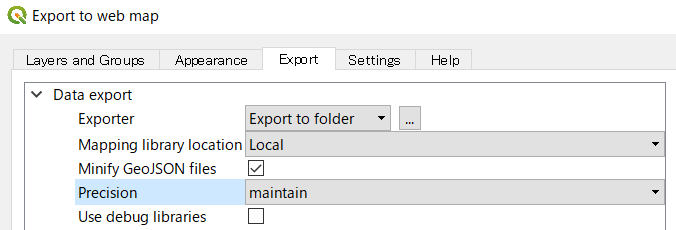 Export to web map
Layers and Groups Appearance Export Settings Help
Data export
Exporter Export to folder ...
Mapping library location Local
Minify GeoJSON files
Precision maintain
Use debug libraries